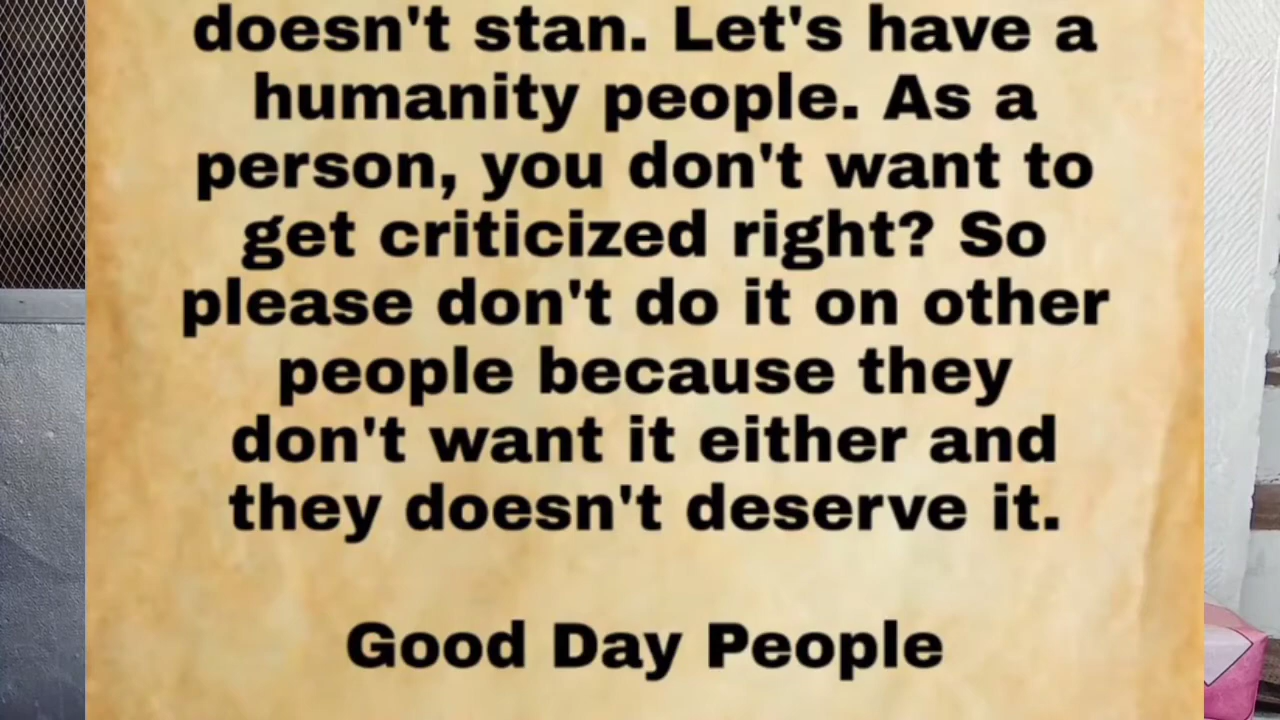 doesn't stan. Let's have a
humanity people. As a
person, you don't want to
get criticized right? So
please don't do it on other
people because they
don't want it either and
they doesn't deserve it.
Good Day People